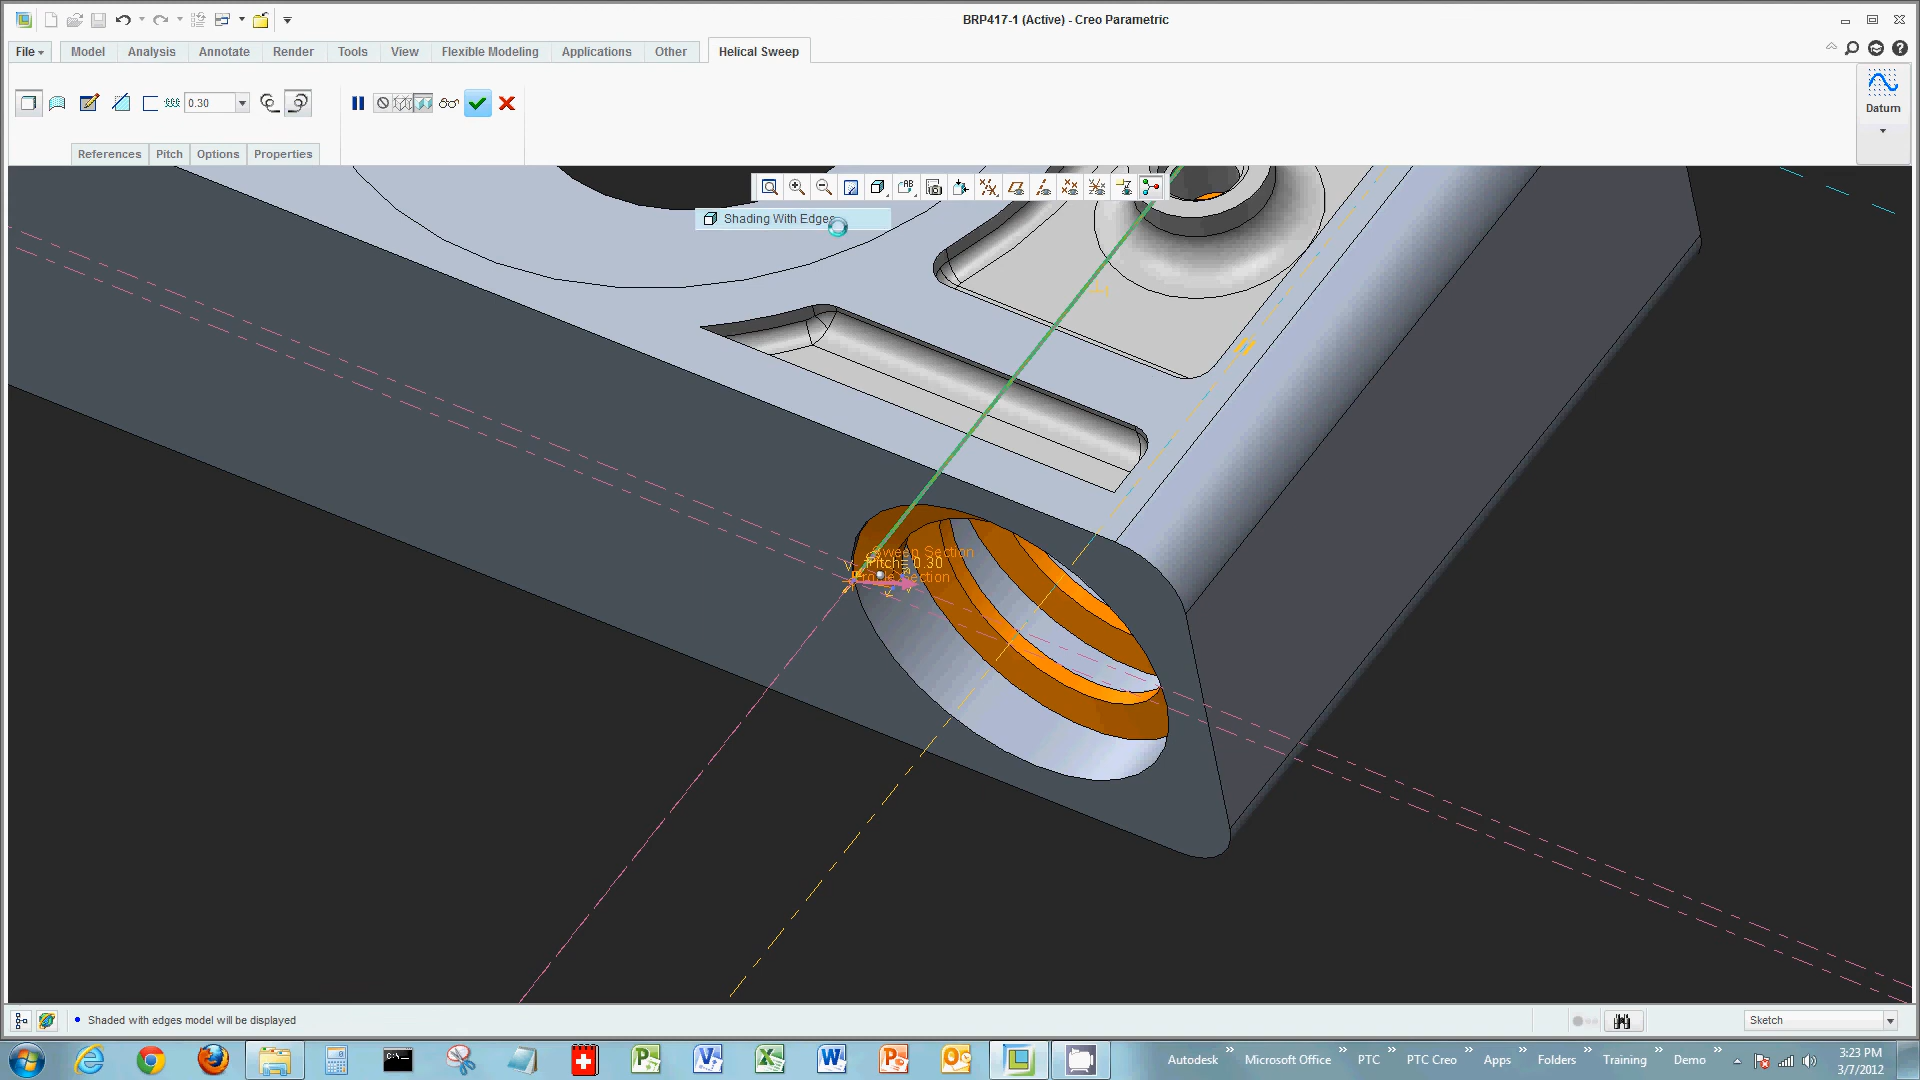 BRP417-1 (Active) - Creo Parametric
File
Model
Analysis
Annotate
Render
Tools
View
Flexible Modeling
Applications
Other
Helical Sweep
0.30
Datum
References
Pitch
Options
Properties
Shading With Edges
Sweep Section
Pitch= 0.30
Section
Shaded with edges model will be displayed
Sketch
Autodesk
Microsoft Office
PTC
PTC Creo
Apps
Folders
Training
Demo
3:23 PM
3/7/2012